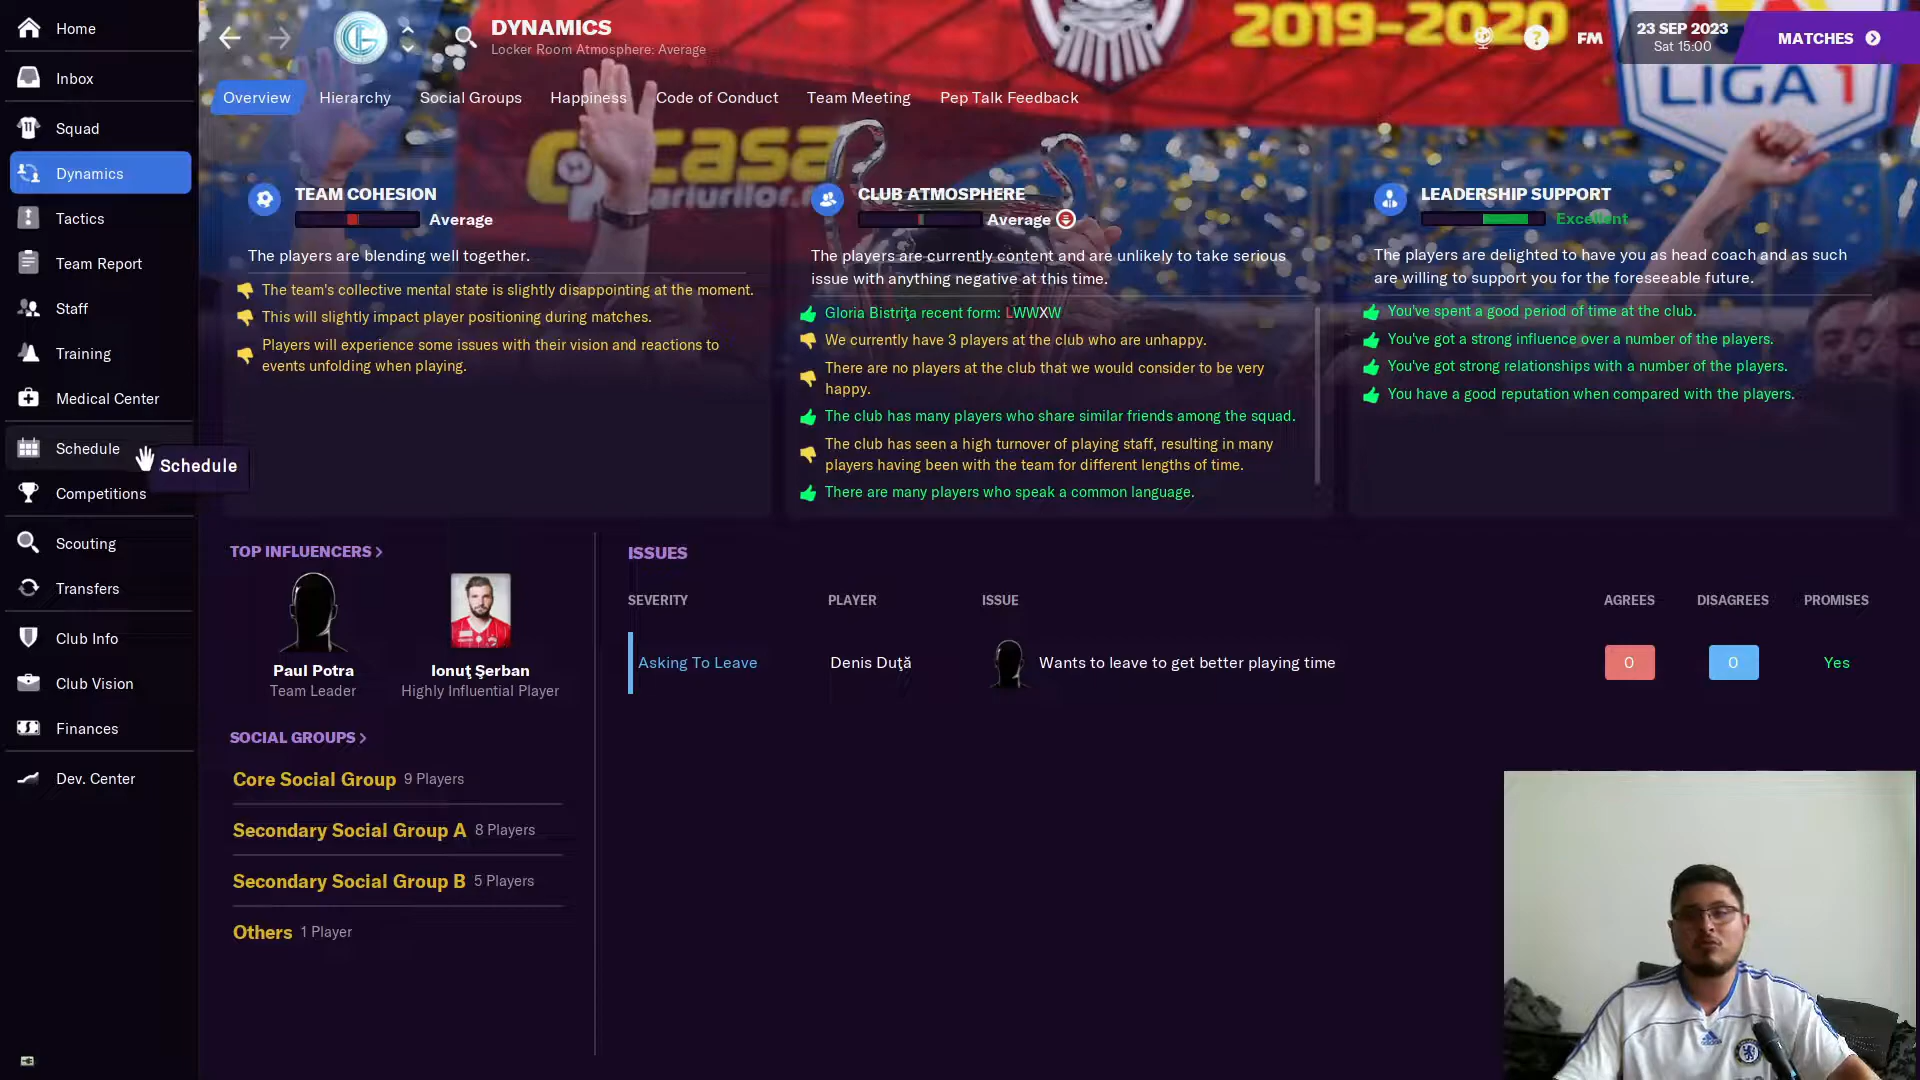 Home
Inbox
Squad
Dynamics
Tactics
Team Report
Staff
Training
Medical Center
Schedule
Schedule
Competitions
Scouting
Transfers
Club Info
Club Vision
Finances
Dev. Center
DYNAMICS
Locker Room Atmosphere: Average
2019-2020
LIGA 1
casa
pariurilor.ro
FM
23 SEP 2023
Sat 15:00
MATCHES
Overview
Hierarchy
Social Groups
Happiness
Code of Conduct
Team Meeting
Pep Talk Feedback
TEAM COHESION
Average
The players are blending well together.
The team's collective mental state is slightly disappointing at the moment.
This will slightly impact player positioning during matches.
Players will experience some issues with their vision and reactions to
events unfolding when playing.
CLUB ATMOSPHERE
Average
The players are currently content and are unlikely to take serious
issue with anything negative at this time.
Gloria Bistriţa recent form: LWWXW
We currently have 3 players at the club who are unhappy.
There are no players at the club that we would consider to be very
happy.
The club has many players who share similar friends among the squad.
The club has seen a high turnover of playing staff, resulting in many
players having been with the team for different lengths of time.
There are many players who speak a common language.
LEADERSHIP SUPPORT
Excellent
The players are delighted to have you as head coach and as such
are willing to support you for the foreseeable future.
You've spent a good period of time at the club.
You've got a strong influence over a number of the players.
You've got strong relationships with a number of the players.
You have a good reputation when compared with the players.
TOP INFLUENCERS >
Paul Potra
Team Leader
Ionuţ Şerban
Highly Influential Player
SOCIAL GROUPS >
Core Social Group 9 Players
Secondary Social Group A 8 Players
Secondary Social Group B 5 Players
Others 1 Player
ISSUES
SEVERITY PLAYER ISSUE AGREES DISAGREES PROMISES
Asking To Leave Denis Duţă Wants to leave to get better playing time 0 0 Yes